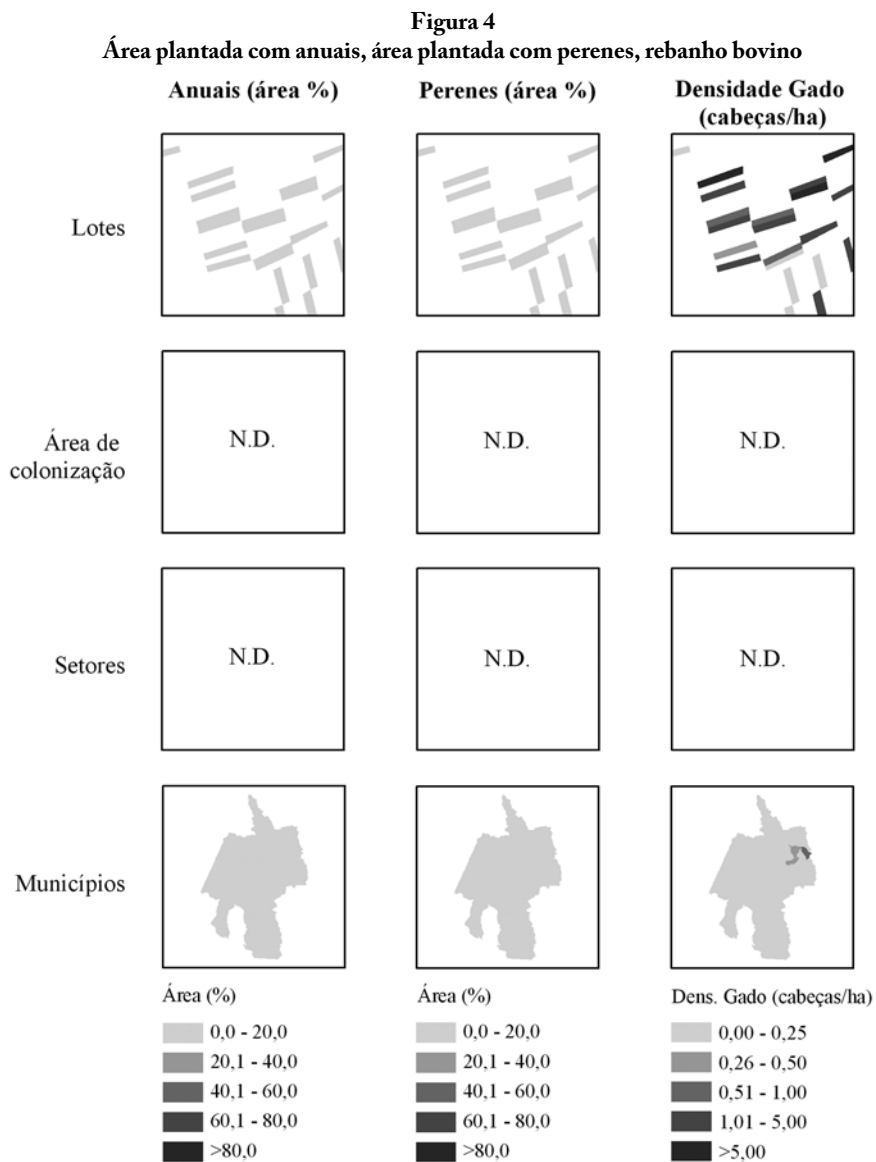 Figura 4
Área plantada com anuais, área plantada com perenes, rebanho bovino
Anuais (área %)
Perenes (área %)
Densidade Gado
(cabeças/ha)
Lotes
Área de
colonização
N.D.
N.D.
N.D.
Setores
N.D.
N.D.
N.D.
Municípios
Área (%)
0,0 - 20,0
20,1 - 40,0
40,1 - 60,0
60,1 - 80,0
>80,0
Área (%)
0,0 - 20,0
20,1 - 40,0
40,1 - 60,0
60,1 - 80,0
>80,0
Dens. Gado (cabeças/ha)
0,00 - 0,25
0,26 - 0,50
0,51 - 1,00
1,01 - 5,00
>5,00